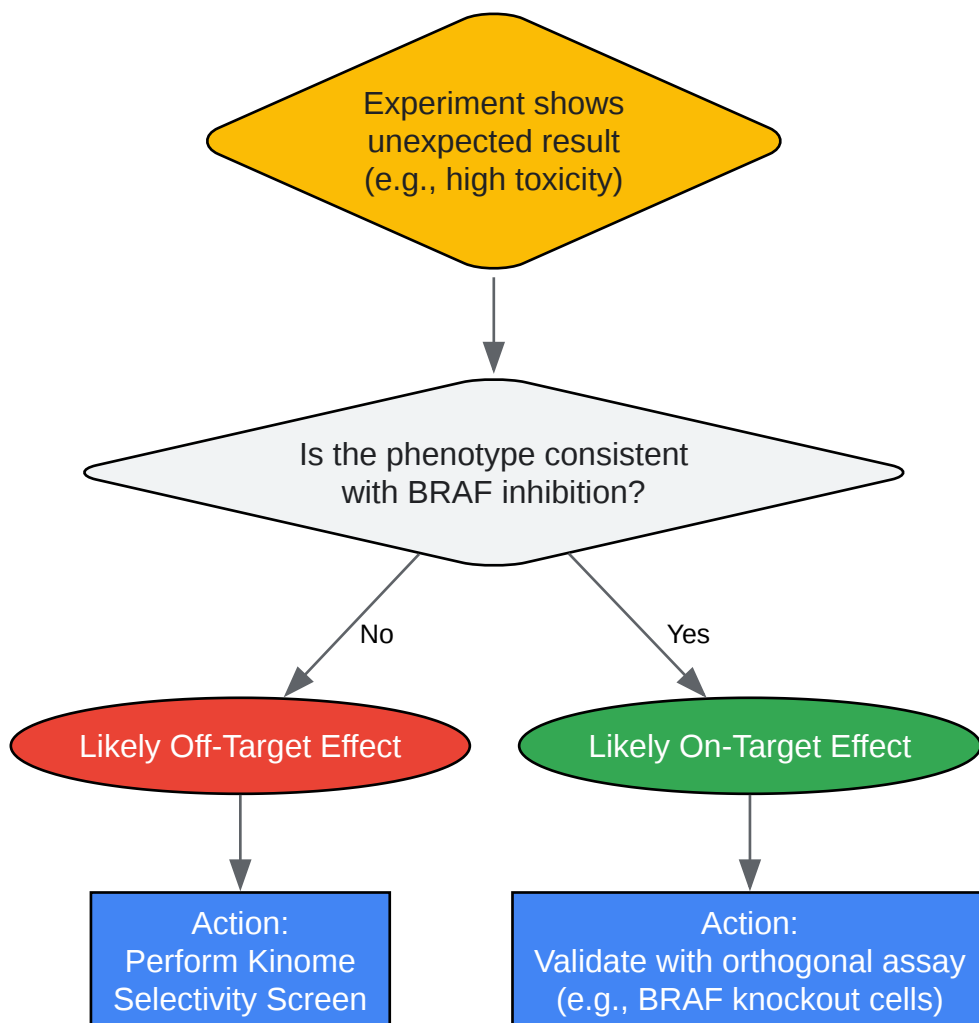 Experiment shows
unexpected result
(e.g., high toxicity)
Is the phenotype consistent
with BRAF inhibition?
No
Yes
Likely Off-Target Effect
Likely On-Target Effect
Action:
Perform Kinome
Selectivity Screen
Action:
Validate with orthogonal assay
(e.g., BRAF knockout cells)